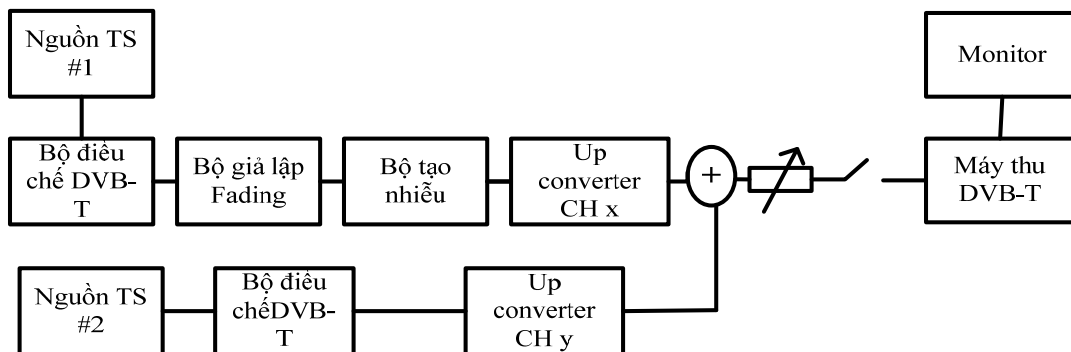 Nguồn TS
#1
Monitor
Bộ điều
chế DVB-
T
Bộ giả lập
Fading
Bộ tạo
nhiễu
Up
converter
CH x
+
Máy thu
DVB-T
Nguồn TS
#2
Bộ điều
chếDVB-
T
Up
converter
CH y